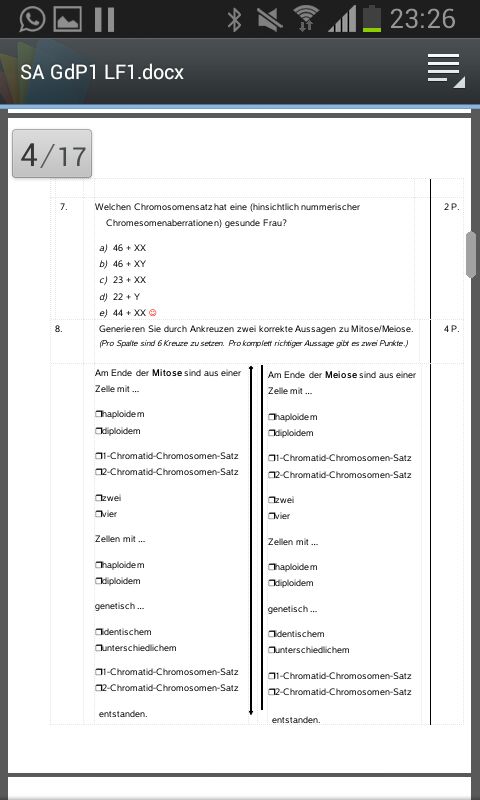 23:26
SA GdP1 LF1.docx
4/17
7. Welchen Chromosomensatz hat eine (hinsichtlich nummerischer 2 P.
Chromesomenaberrationen) gesunde Frau?
a) 46 + XX
b) 46 + XY
c) 23 + XX
d) 22 + Y
e) 44 + XX ☺
8. Generieren Sie durch Ankreuzen zwei korrekte Aussagen zu Mitose/Meiose. 4 P.
(Pro Spalte sind 6 Kreuze zu setzen. Pro komplett richtiger Aussage gibt es zwei Punkte.)
Am Ende der Mitose sind aus einer
Zelle mit ...
❒haploidem
❒diploidem
❒1-Chromatid-Chromosomen-Satz
❒2-Chromatid-Chromosomen-Satz
❒zwei
❒vier
Zellen mit ...
❒haploidem
❒diploidem
genetisch ...
❒identischem
❒unterschiedlichem
❒1-Chromatid-Chromosomen-Satz
❒2-Chromatid-Chromosomen-Satz
entstanden.
Am Ende der Meiose sind aus einer
Zelle mit ...
❒haploidem
❒diploidem
❒1-Chromatid-Chromosomen-Satz
❒2-Chromatid-Chromosomen-Satz
❒zwei
❒vier
Zellen mit ...
❒haploidem
❒diploidem
genetisch ...
❒identischem
❒unterschiedlichem
❒1-Chromatid-Chromosomen-Satz
❒2-Chromatid-Chromosomen-Satz
entstanden.